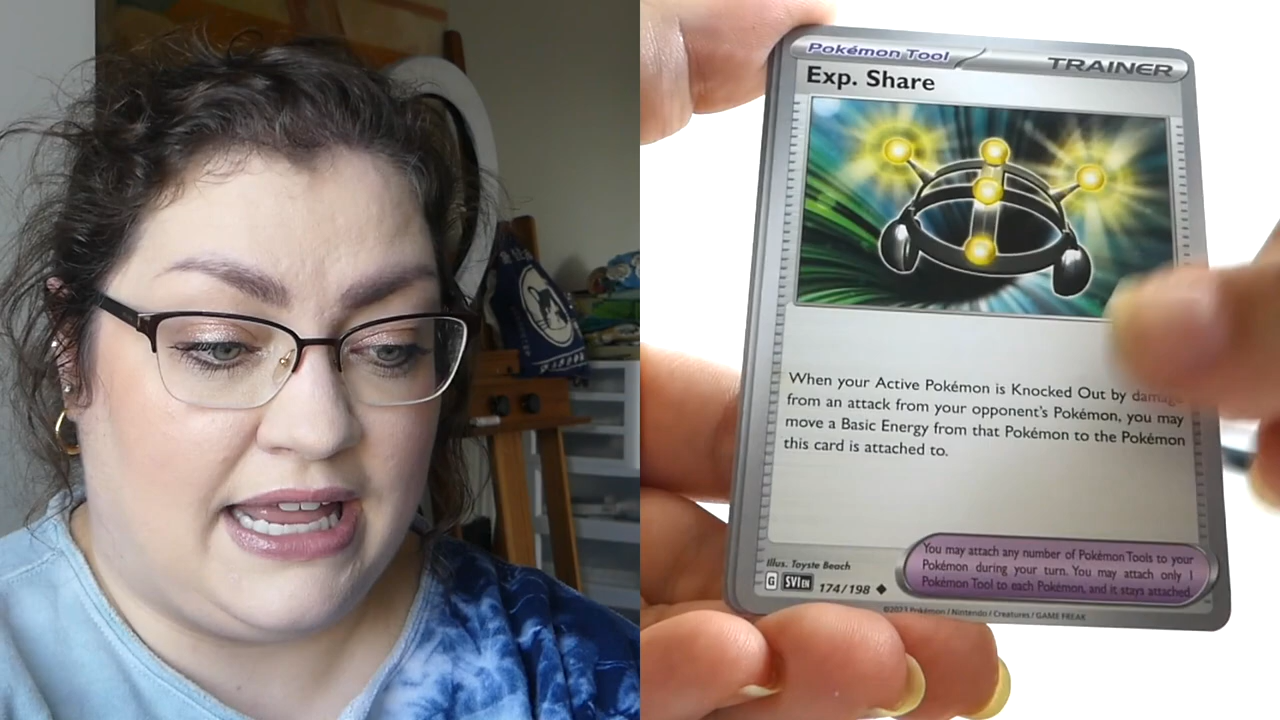 Pokémon Tool
TRAINER
Exp. Share
When your Active Pokémon is Knocked Out by damage
from an attack from your opponent's Pokémon, you may
move a Basic Energy from that Pokémon to the Pokémon
this card is attached to.
You may attach any number of Pokémon Tools to your
Pokémon during your turn. You may attach only 1
Pokémon Tool to each Pokémon, and it stays attached.
Illus. Toyste Beach
G SVI EN 174/198
©2023 Pokémon / Nintendo / Creatures / GAME FREAK